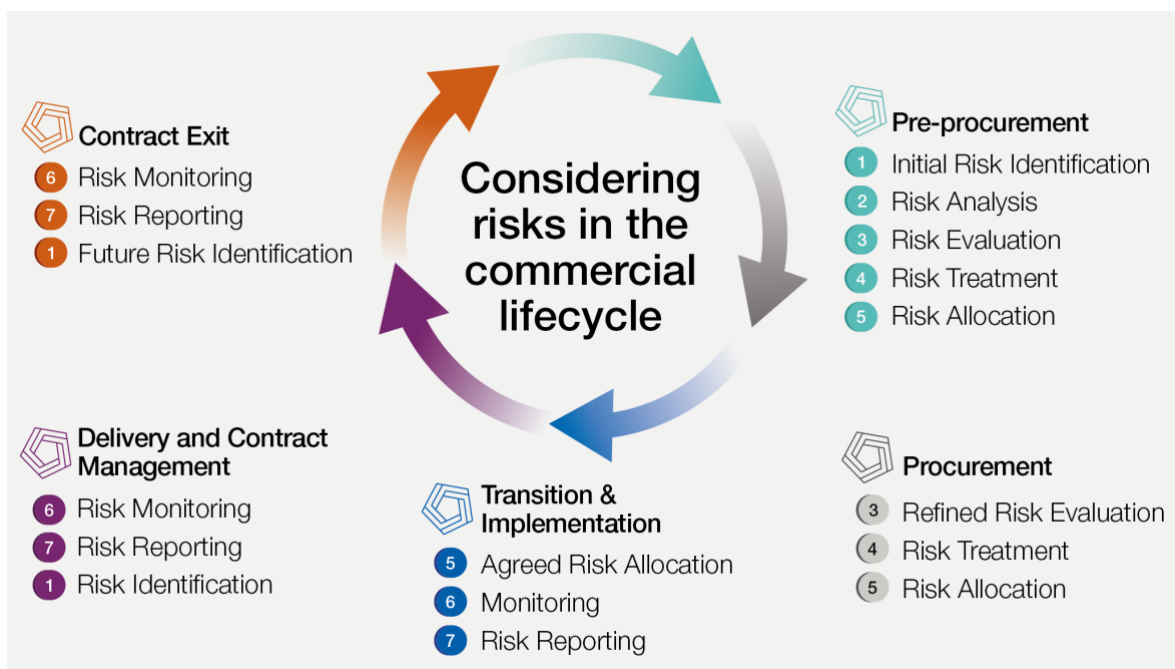 Considering
risks in the
commercial
lifecycle
Pre-procurement
1 Initial Risk Identification
2 Risk Analysis
3 Risk Evaluation
4 Risk Treatment
5 Risk Allocation
Procurement
3 Refined Risk Evaluation
4 Risk Treatment
5 Risk Allocation
Transition &
Implementation
5 Agreed Risk Allocation
6 Monitoring
7 Risk Reporting
Delivery and Contract
Management
6 Risk Monitoring
7 Risk Reporting
1 Risk Identification
Contract Exit
6 Risk Monitoring
7 Risk Reporting
1 Future Risk Identification